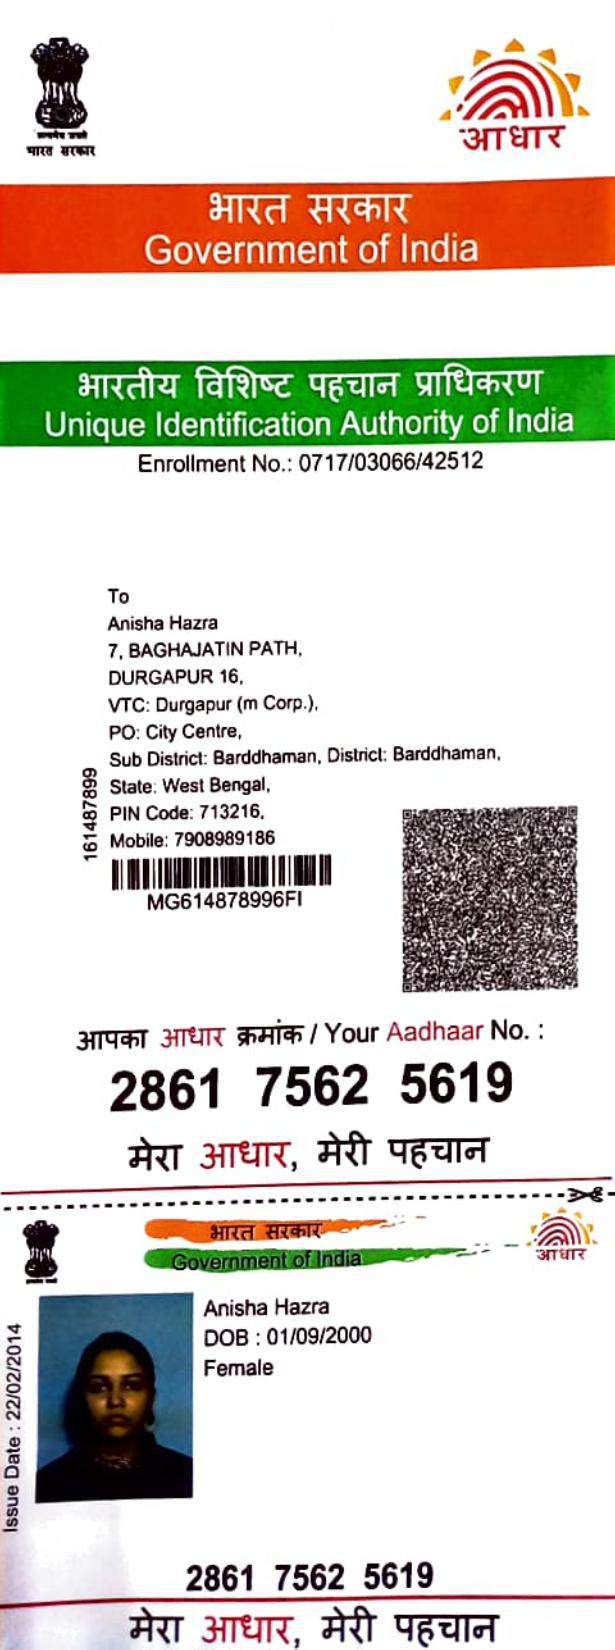 सत्यमेव जयते
भारत सरकार
आधार
भारत सरकार
Government of India
भारतीय विशिष्ट पहचान प्राधिकरण
Unique Identification Authority of India
Enrollment No.: 0717/03066/42512
To
Anisha Hazra
7, BAGHAJATIN PATH,
DURGAPUR 16,
VTC: Durgapur (m Corp.),
PO: City Centre,
Sub District: Barddhaman, District: Barddhaman,
State: West Bengal,
PIN Code: 713216,
Mobile: 7908989186
161487899
MG614878996FI
आपका आधार क्रमांक / Your Aadhaar No. :
2861 7562 5619
मेरा आधार, मेरी पहचान
भारत सरकार
Government of India
आधार
Anisha Hazra
DOB : 01/09/2000
Female
Issue Date : 22/02/2014
2861 7562 5619
मेरा आधार, मेरी पहचान